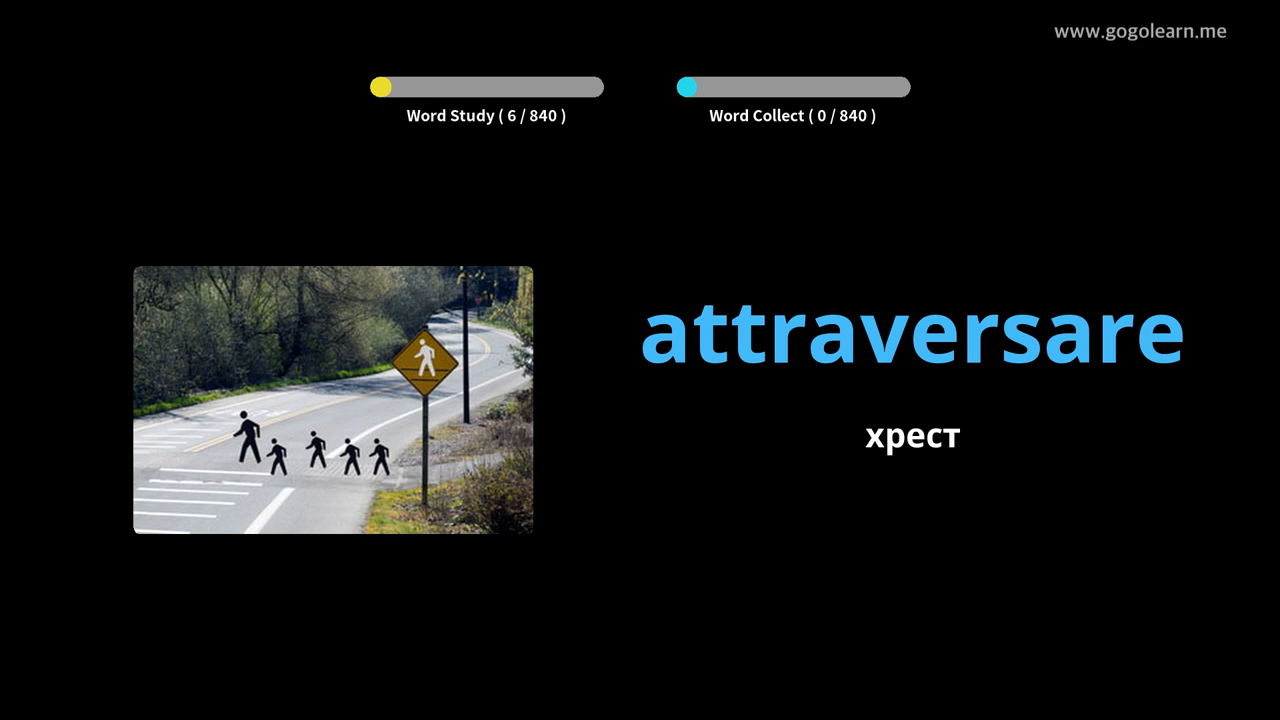 www.gogolearn.me
Word Study ( 6 / 840 )
Word Collect ( 0 / 840 )
attraversare
хрест